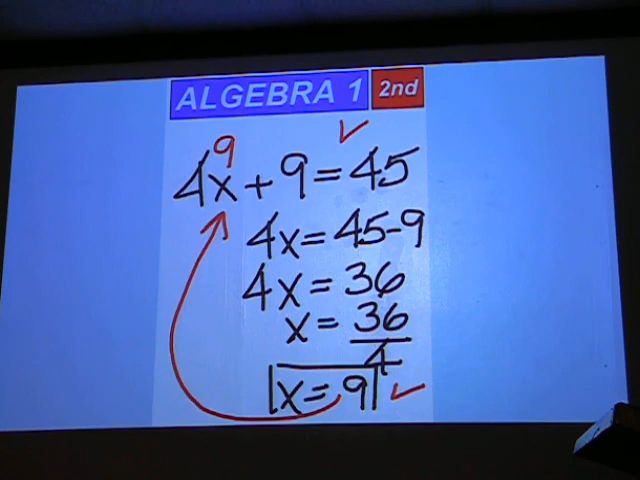 ALGEBRA 1 2nd
9 ✓
4x + 9 = 45
4x = 45-9
4x = 36
x = 36
4
x = 9 ✓